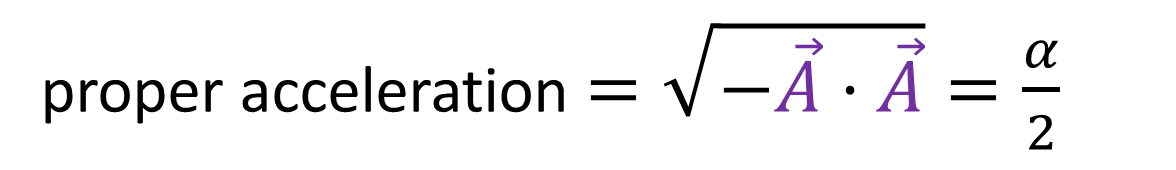 proper acceleration = √(−A⃗ · A⃗) = α/2